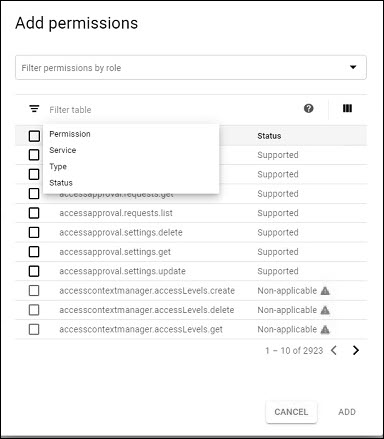 Add permissions
Filter permissions by role
Filter table
Permission
Service
Type
Status
Status
Supported
Supported
accessapproval.requests.get Supported
accessapproval.requests.list Supported
accessapproval.settings.delete Supported
accessapproval.settings.get Supported
accessapproval.settings.update Supported
accesscontextmanager.accessLevels.create Non-applicable
accesscontextmanager.accessLevels.delete Non-applicable
accesscontextmanager.accessLevels.get Non-applicable
1 – 10 of 2923
CANCEL ADD